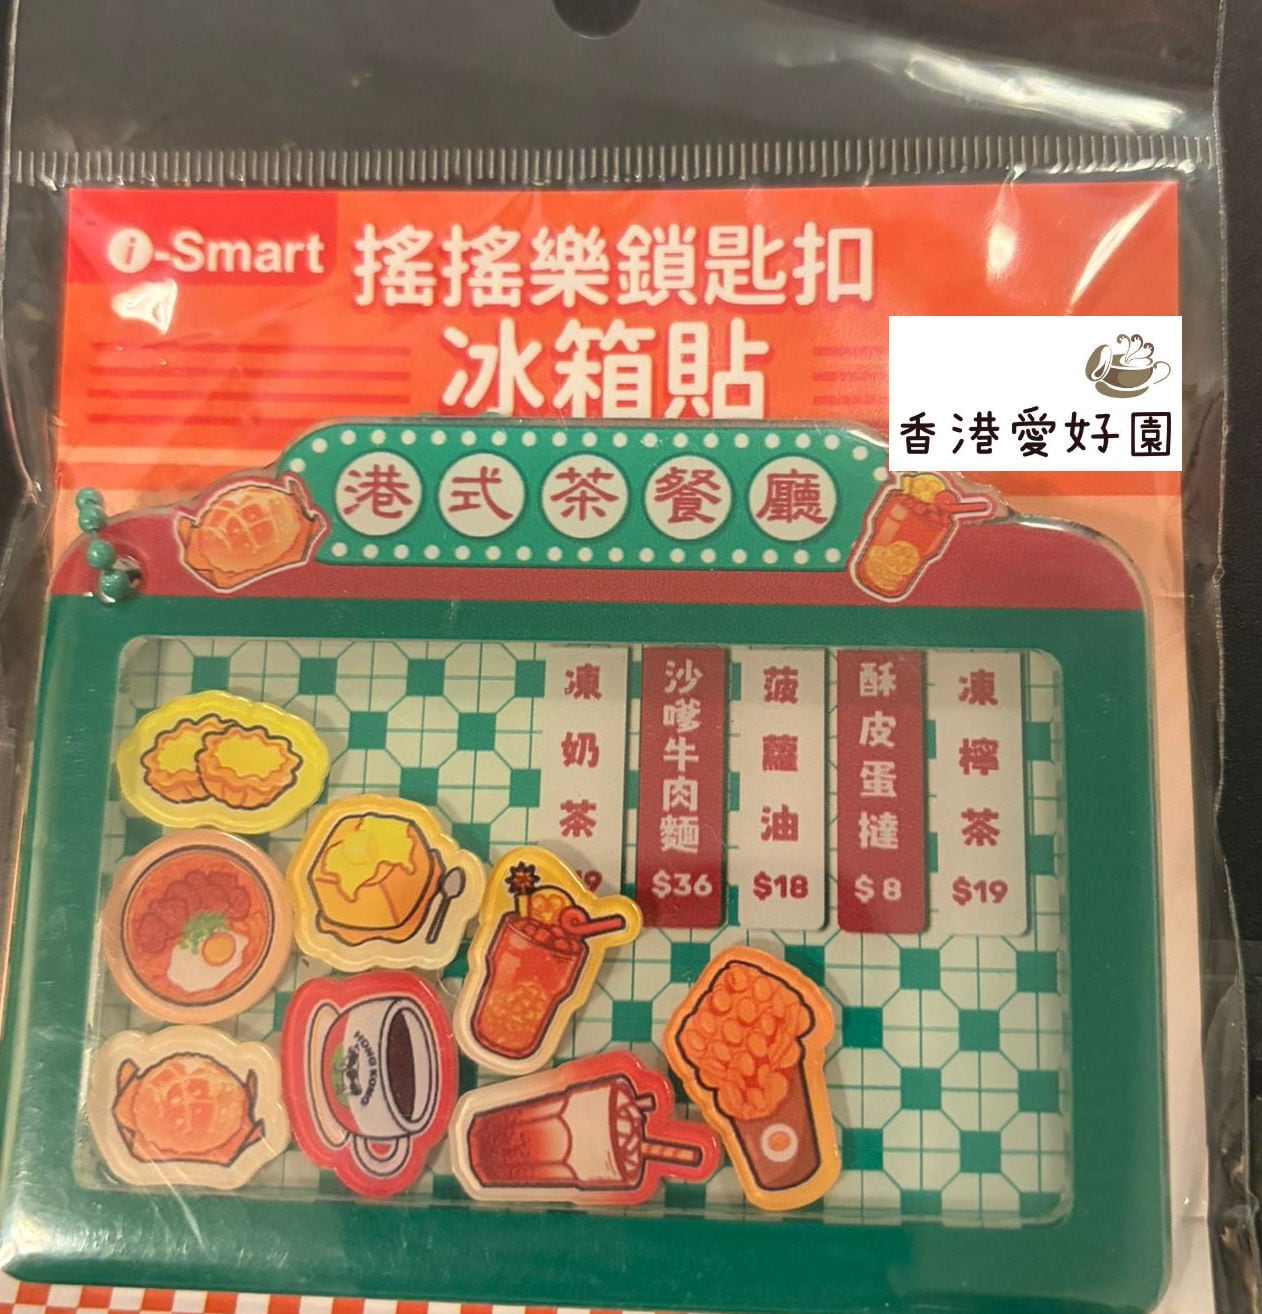 i-Smart
搖搖樂鎖匙扣
冰箱貼
香港愛好園
港式茶餐廳
凍奶茶
沙嗲牛肉麵
$36
菠蘿油
$18
酥皮蛋撻
$8
凍檸茶
$19
HONG KONG